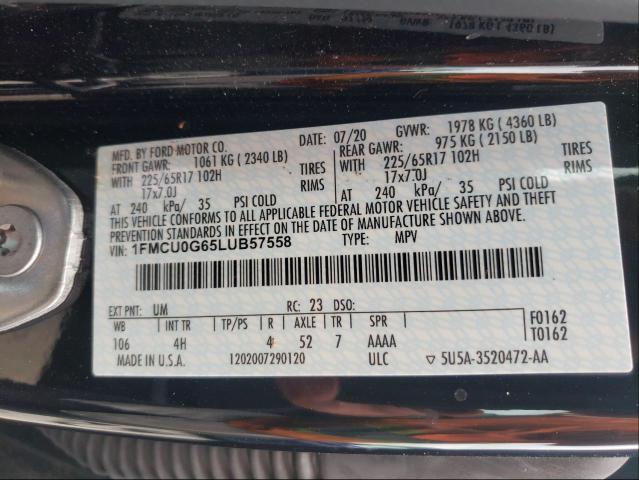 MFD. BY FORD MOTOR CO. DATE: 07/20 GVWR: 1978 KG ( 4360 LB)
FRONT GAWR: 1061 KG ( 2340 LB) REAR GAWR: 975 KG ( 2150 LB)
WITH 225/65R17 102H TIRES WITH 225/65R17 102H TIRES
17x7.0J RIMS 17x7.0J RIMS
AT 240 kPa/ 35 PSI COLD AT 240 kPa/ 35 PSI COLD
THIS VEHICLE CONFORMS TO ALL APPLICABLE FEDERAL MOTOR VEHICLE SAFETY AND THEFT
PREVENTION STANDARDS IN EFFECT ON THE DATE OF MANUFACTURE SHOWN ABOVE.
VIN: 1FMCU0G65LUB57558 TYPE: MPV
EXT PNT: UM RC: 23 DSO: F0162
WB INT TR TP/PS R AXLE TR SPR T0162
106 4H 4 52 7 AAAA
MADE IN U.S.A. 1202007290120 ULC ▽ 5U5A-3520472-AA